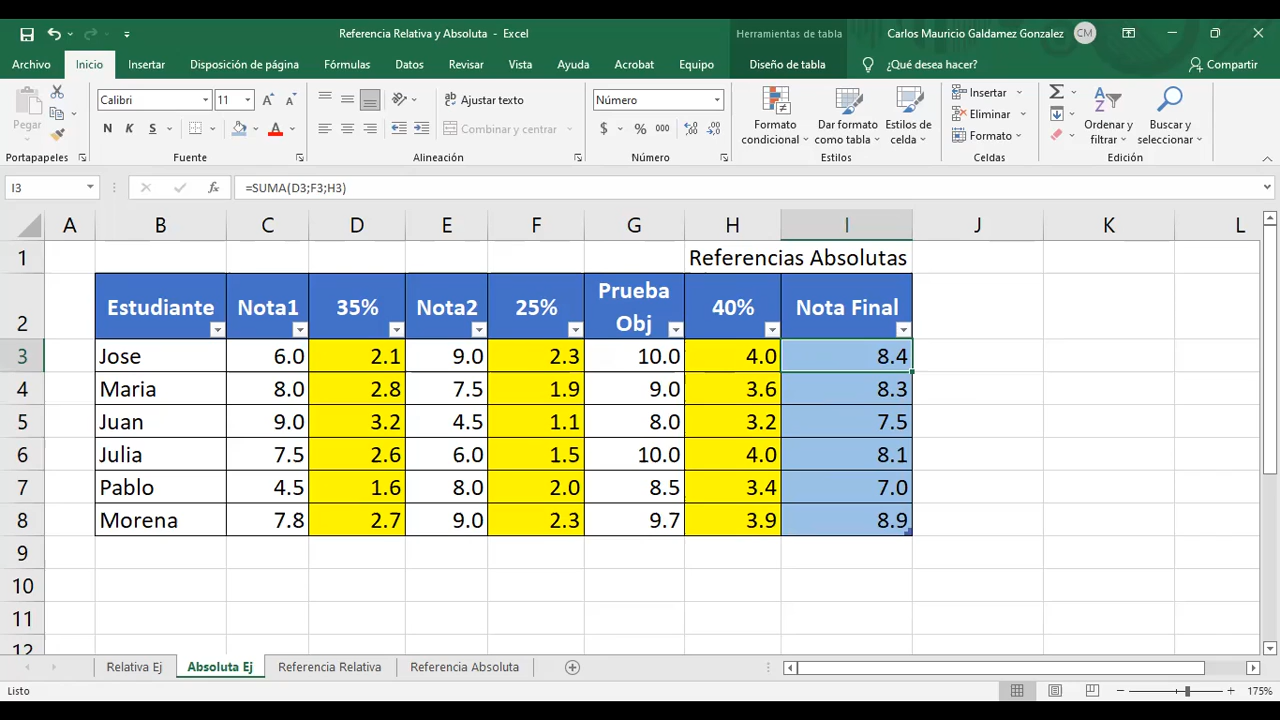 Referencia Relativa y Absoluta - Excel
Herramientas de tabla
Carlos Mauricio Galdamez Gonzalez
CM
Archivo Inicio Insertar Disposición de página Fórmulas Datos Revisar Vista Ayuda Acrobat Equipo Diseño de tabla ¿Qué desea hacer? Compartir
Pegar
Calibri 11
N K S
Ajustar texto
Combinar y centrar
Número
$ % 000
Formato condicional
Dar formato como tabla
Estilos de celda
Insertar
Eliminar
Formato
Ordenar y filtrar
Buscar y seleccionar
Portapapeles Fuente Alineación Número Estilos Celdas Edición
I3 fx =SUMA(D3;F3;H3)
A B C D E F G H I J K L
1 Referencias Absolutas
2 Estudiante Nota1 35% Nota2 25% Prueba Obj 40% Nota Final
3 Jose 6.0 2.1 9.0 2.3 10.0 4.0 8.4
4 Maria 8.0 2.8 7.5 1.9 9.0 3.6 8.3
5 Juan 9.0 3.2 4.5 1.1 8.0 3.2 7.5
6 Julia 7.5 2.6 6.0 1.5 10.0 4.0 8.1
7 Pablo 4.5 1.6 8.0 2.0 8.5 3.4 7.0
8 Morena 7.8 2.7 9.0 2.3 9.7 3.9 8.9
9
10
11
12
Relativa Ej Absoluta Ej Referencia Relativa Referencia Absoluta
Listo 175%